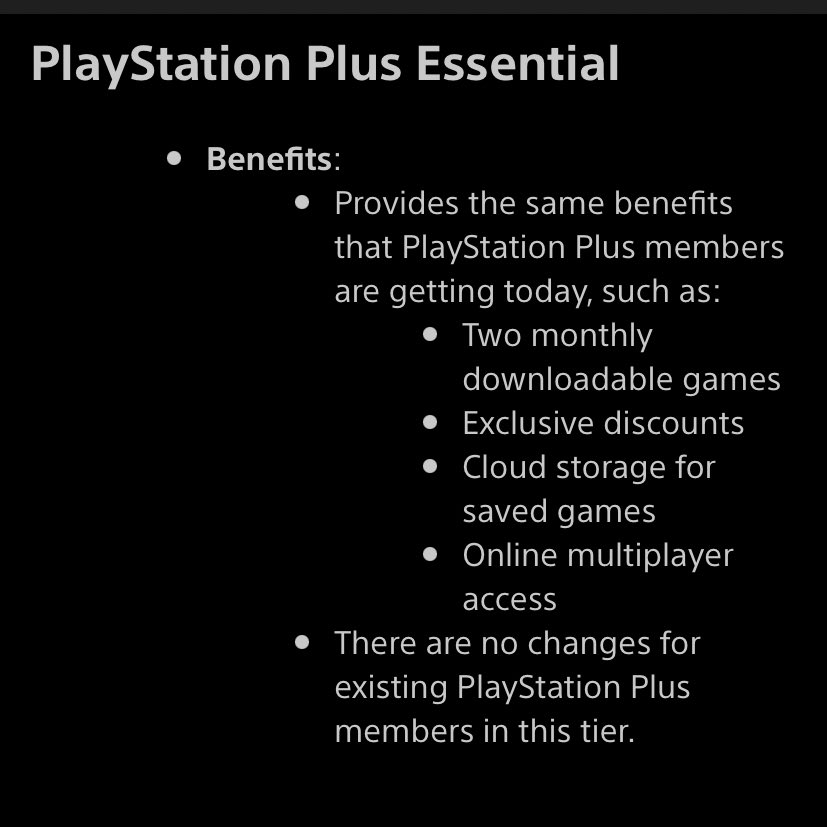 PlayStation Plus Essential
• Benefits:
• Provides the same benefits
that PlayStation Plus members
are getting today, such as:
• Two monthly
downloadable games
• Exclusive discounts
• Cloud storage for
saved games
• Online multiplayer
access
• There are no changes for
existing PlayStation Plus
members in this tier.